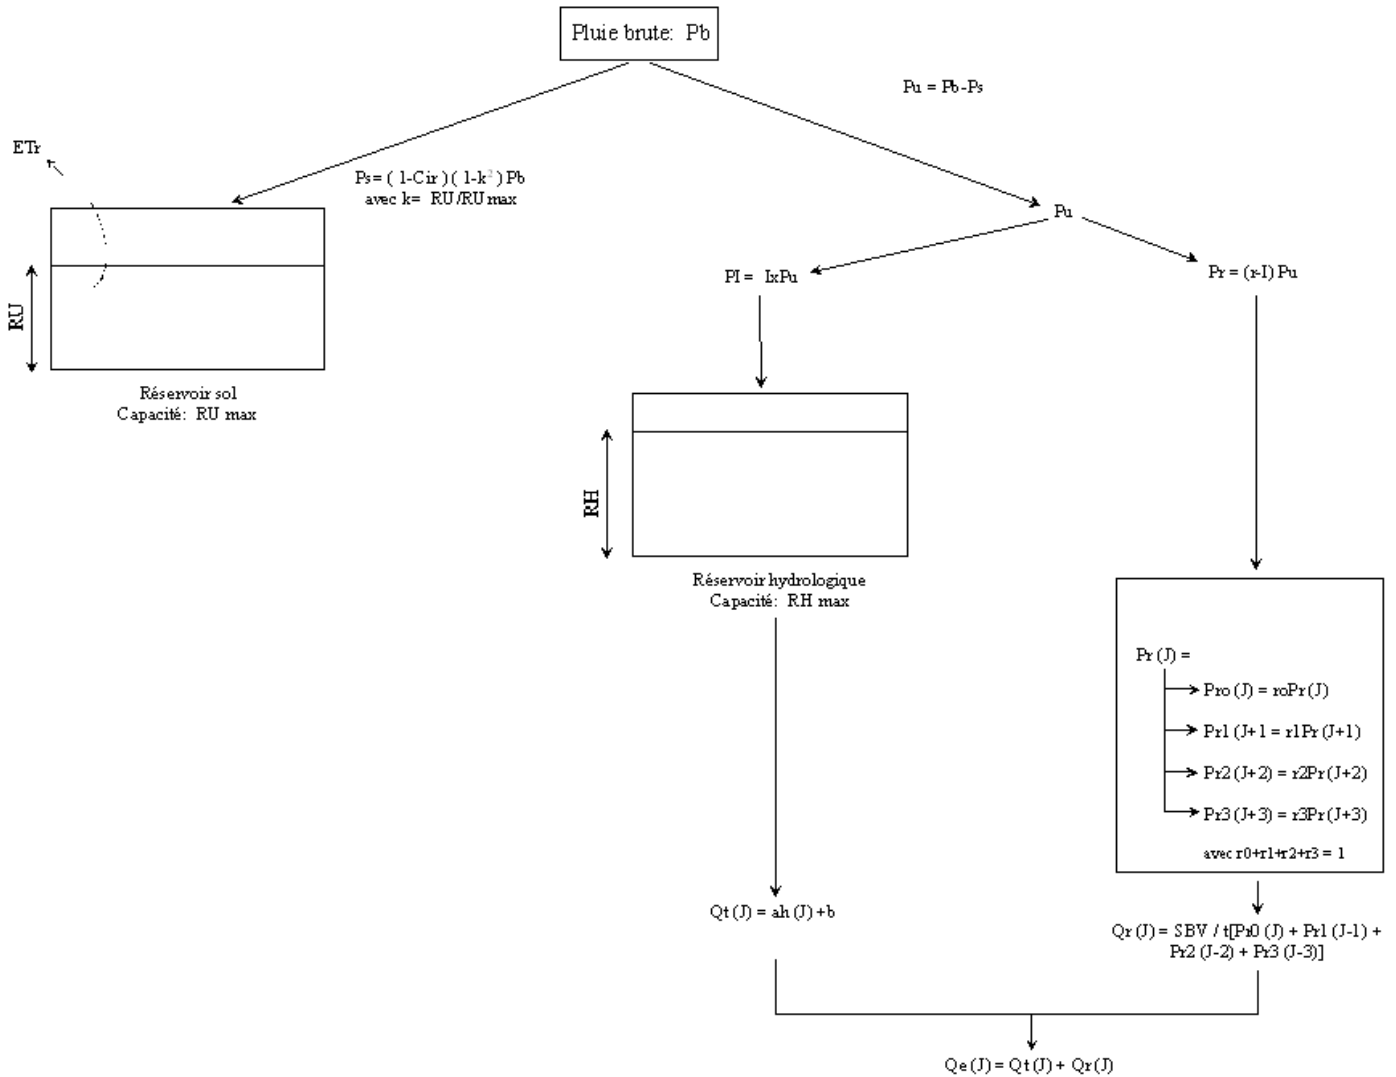 Pluie brute: Pb
Pu = Pb-Ps
ETr
Ps= ( 1-Cir ) ( 1-k² ) Pb
avec k= RU/RU max
Pu
PI = IxPu
Pr = (r-I) Pu
RU
Réservoir sol
Capacité: RU max
RH
Réservoir hydrologique
Capacité: RH max
Pr (J) =
Pro (J) = roPr (J)
Pr1 (J+1 = r1Pr (J+1)
Pr2 (J+2) = r2Pr (J+2)
Pr3 (J+3) = r3Pr (J+3)
avec r0+r1+r2+r3 = 1
Qt (J) = ah (J) +b
Qr (J) = SBV / t[Pr0 (J) + Pr1 (J-1) +
Pr2 (J-2) + Pr3 (J-3)]
Qe (J) = Qt (J) + Qr (J)